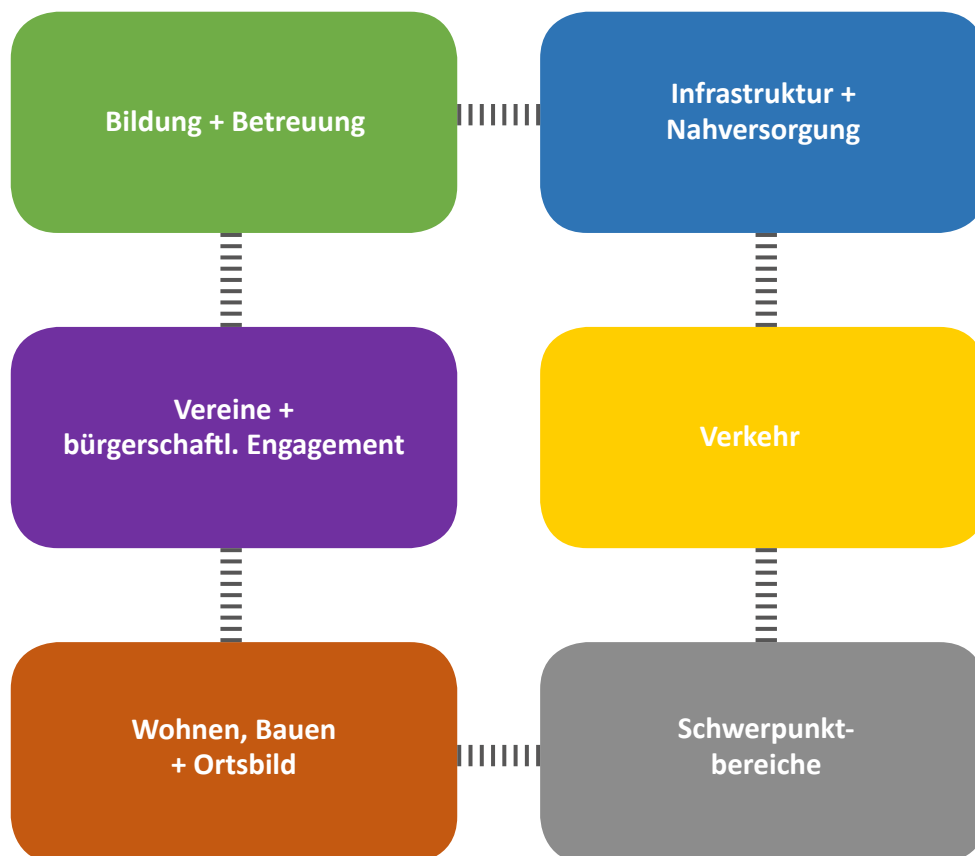 Bildung + Betreuung
Infrastruktur +
Nahversorgung
Vereine +
bürgerschaftl. Engagement
Verkehr
Wohnen, Bauen
+ Ortsbild
Schwerpunkt-
bereiche